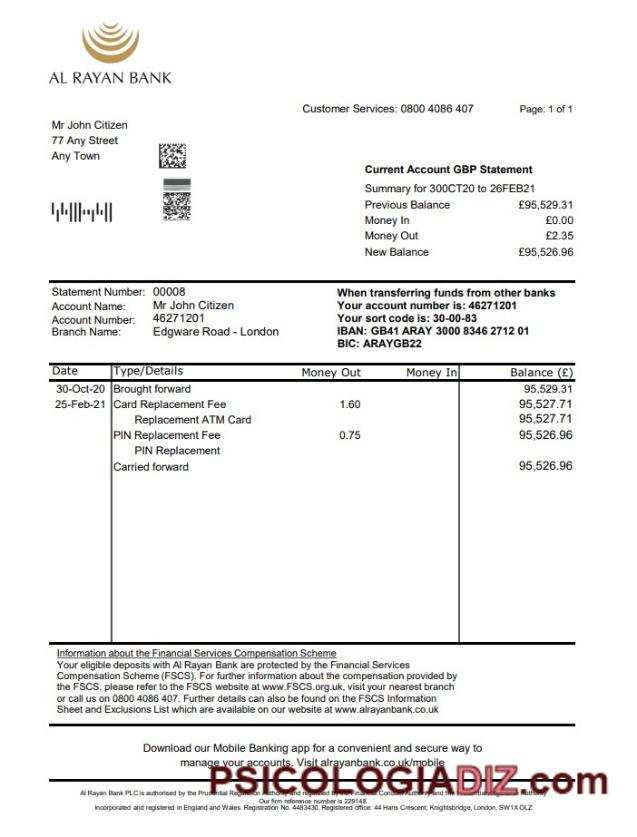 AL RAYAN BANK
Customer Services: 0800 4086 407 Page: 1 of 1
Mr John Citizen
77 Any Street
Any Town
Current Account GBP Statement
Summary for 300CT20 to 26FEB21
Previous Balance £95,529.31
Money In £0.00
Money Out £2.35
New Balance £95,526.96
Statement Number: 00008
Account Name: Mr John Citizen
Account Number: 46271201
Branch Name: Edgware Road - London
When transferring funds from other banks
Your account number is: 46271201
Your sort code is: 30-00-83
IBAN: GB41 ARAY 3000 8346 2712 01
BIC: ARAYGB22
Date Type/Details Money Out Money In Balance (£)
30-Oct-20 Brought forward 95,529.31
25-Feb-21 Card Replacement Fee 1.60 95,527.71
Replacement ATM Card 95,527.71
PIN Replacement Fee 0.75 95,526.96
PIN Replacement
Carried forward 95,526.96
Information about the Financial Services Compensation Scheme
Your eligible deposits with Al Rayan Bank are protected by the Financial Services
Compensation Scheme (FSCS). For further information about the compensation provided by
the FSCS, please refer to the FSCS website at www.FSCS.org.uk, visit your nearest branch
or call us on 0800 4086 407. Further details can also be found on the FSCS Information
Sheet and Exclusions List which are available on our website at www.alrayanbank.co.uk
Download our Mobile Banking app for a convenient and secure way to
manage your accounts. Visit alrayanbank.co.uk/mobile
PSICOLOGIADIZ.com
Al Rayan Bank PLC is authorised by the Prudential Regulation Authority and regulated by the Financial Conduct Authority and the Authority
Our firm reference number is 229148.
Incorporated and registered in England and Wales. Registration No. 4483430. Registered office: 44 Hans Crescent, Knightsbridge, London, SW1X OLZ